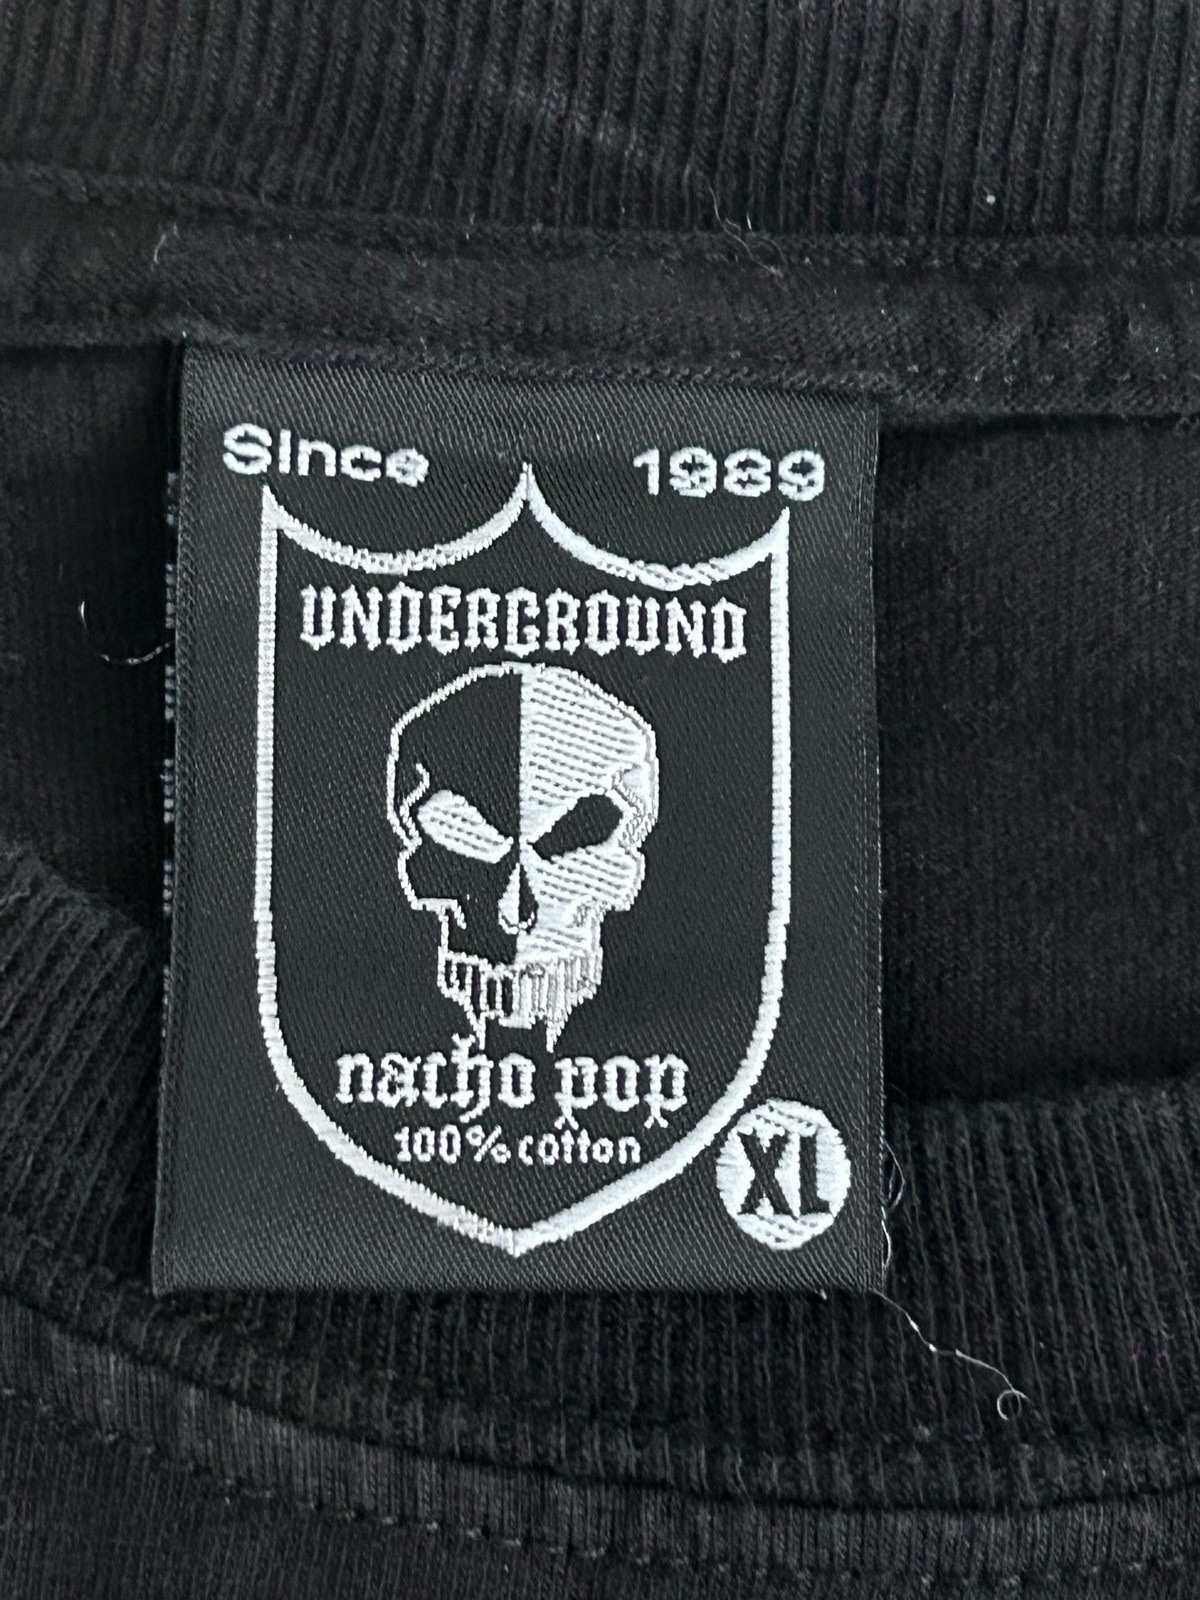 Since 1989
UNDERGROUND
nacho pop
100% cotton
XL